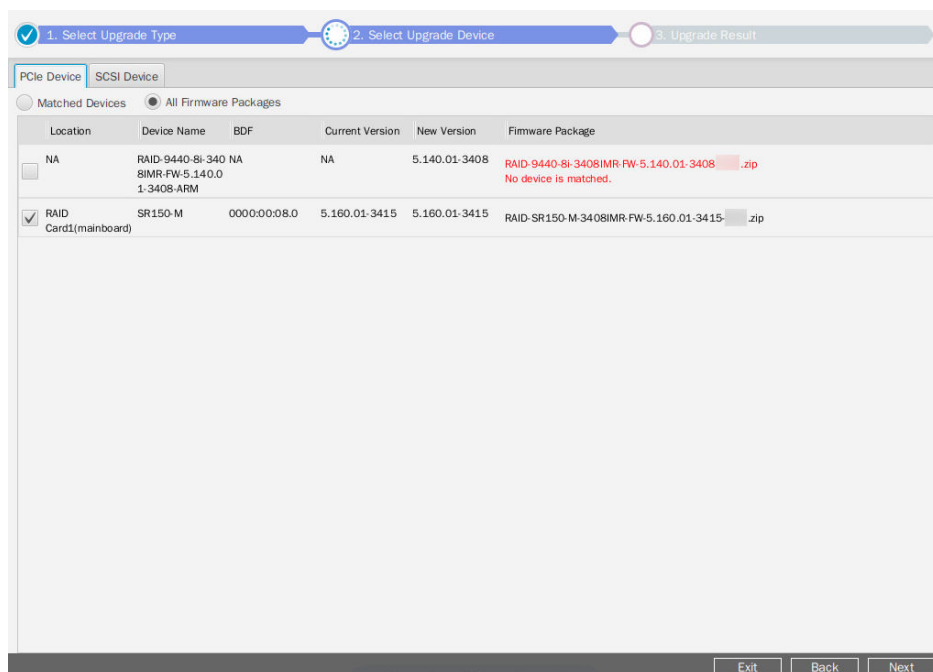 1. Select Upgrade Type 2. Select Upgrade Device 3. Upgrade Result
PCIe Device SCSI Device
Matched Devices All Firmware Packages
Location Device Name BDF Current Version New Version Firmware Package
NA RAID-9440-8i-340 NA NA 5.140.01-3408 RAID-9440-8i-3408IMR-FW-5.140.01-3408 .zip
8IMR-FW-5.140.0 No device is matched.
1-3408-ARM
RAID SR150-M 0000:00:08.0 5.160.01-3415 5.160.01-3415 RAID-SR150-M-3408IMR-FW-5.160.01-3415- .zip
Card1(mainboard)
Exit Back Next